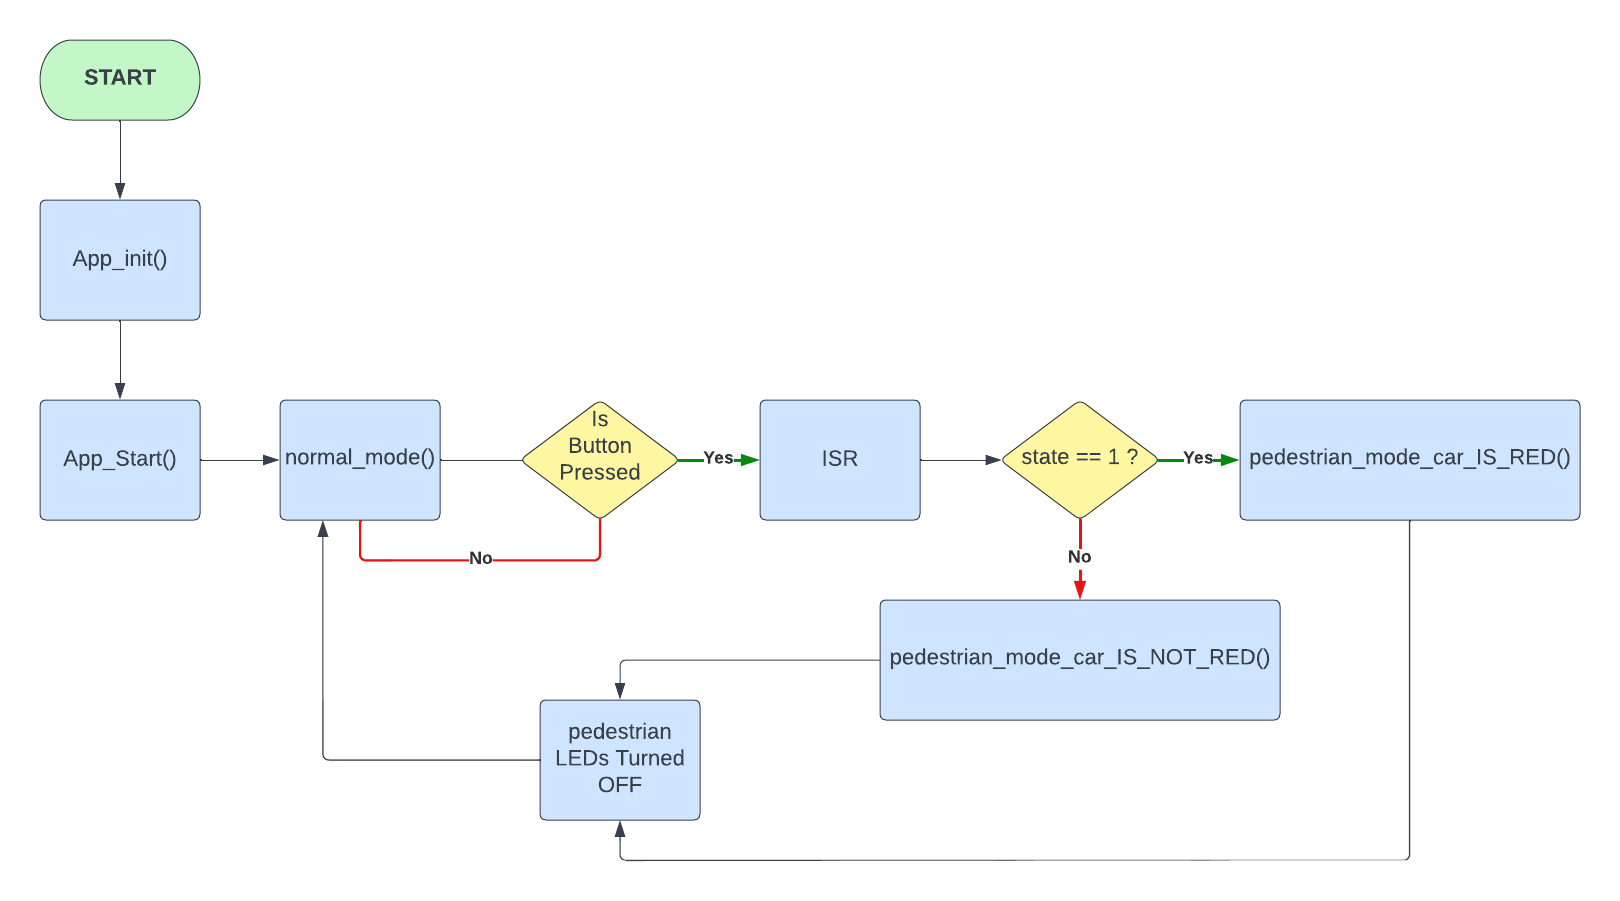 START
App_init()
App_Start()
normal_mode()
Is
Button
Pressed
Yes
ISR
state == 1 ?
Yes
pedestrian_mode_car_IS_RED()
No
No
pedestrian_mode_car_IS_NOT_RED()
pedestrian
LEDs Turned
OFF